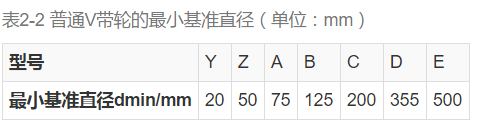 表2-2 普通V带轮的最小基准直径（单位：mm）
型号 Y Z A B C D E
最小基准直径dmin/mm 20 50 75 125 200 355 500